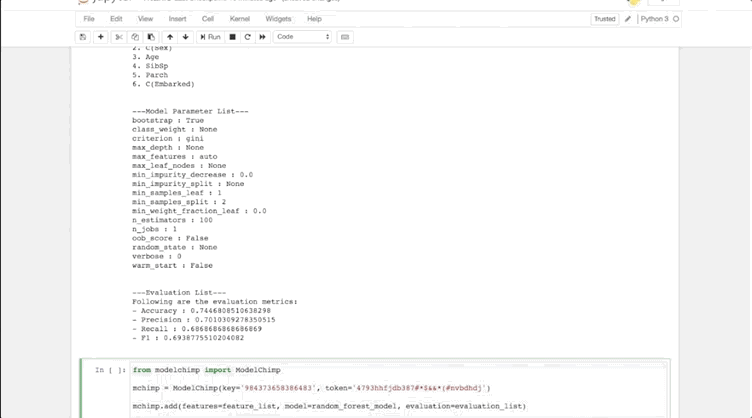 File Edit View Insert Cell Kernel Widgets Help Trusted Python 3
Run Code
2. C(Sex)
3. Age
4. SibSp
5. Parch
6. C(Embarked)
---Model Parameter List---
bootstrap : True
class_weight : None
criterion : gini
max_depth : None
max_features : auto
max_leaf_nodes : None
min_impurity_decrease : 0.0
min_impurity_split : None
min_samples_leaf : 1
min_samples_split : 2
min_weight_fraction_leaf : 0.0
n_estimators : 100
n_jobs : 1
oob_score : False
random_state : None
verbose : 0
warm_start : False
---Evaluation List---
Following are the evaluation metrics:
- Accuracy : 0.7446808510638298
- Precision : 0.7010309278350515
- Recall : 0.6868686868686869
- F1 : 0.6938775510204082
In [ ]: from modelchimp import ModelChimp
mchimp = ModelChimp(key='984373658386483', token='4793hhfjdb387#*$&&*(#nvbdhdj')
mchimp.add(features=feature_list, model=random_forest_model, evaluation=evaluation_list)